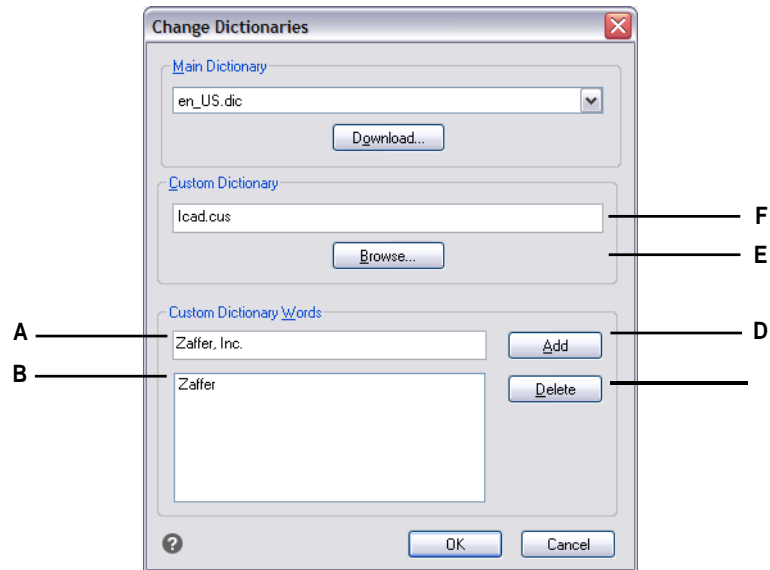 Change Dictionaries
Main Dictionary
en_US.dic
Download...
Custom Dictionary
Icad.cus
F
Browse...
E
Custom Dictionary Words
A
Zaffer, Inc.
Add
D
B
Zaffer
Delete
?
OK
Cancel